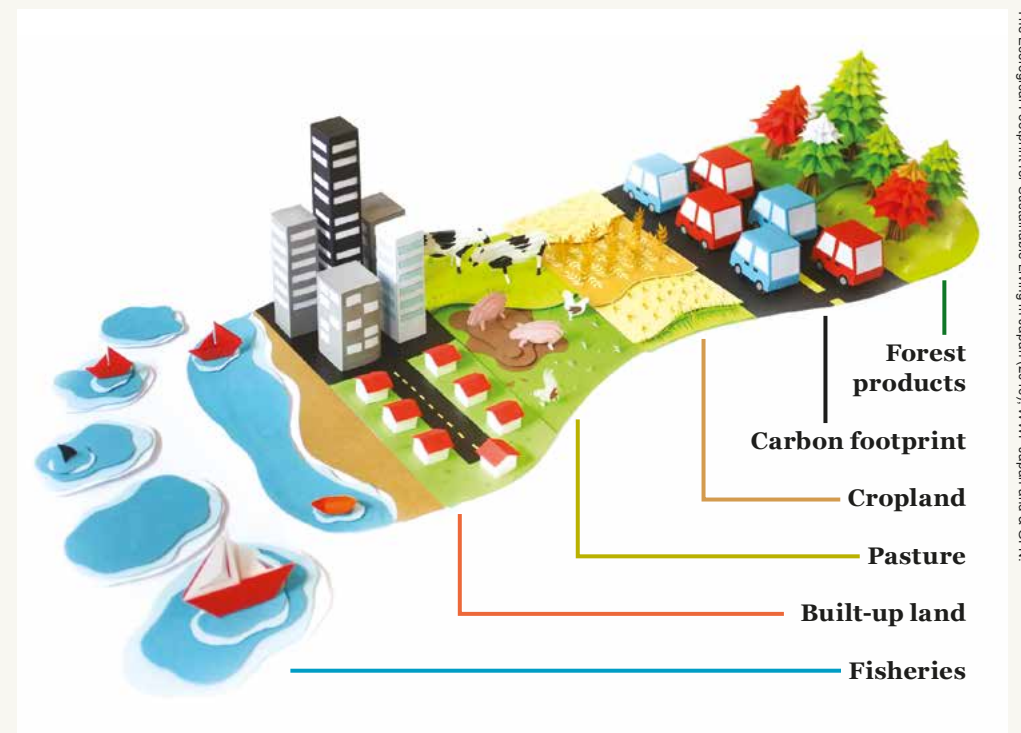 Forest
products
Carbon footprint
Cropland
Pasture
Built-up land
Fisheries